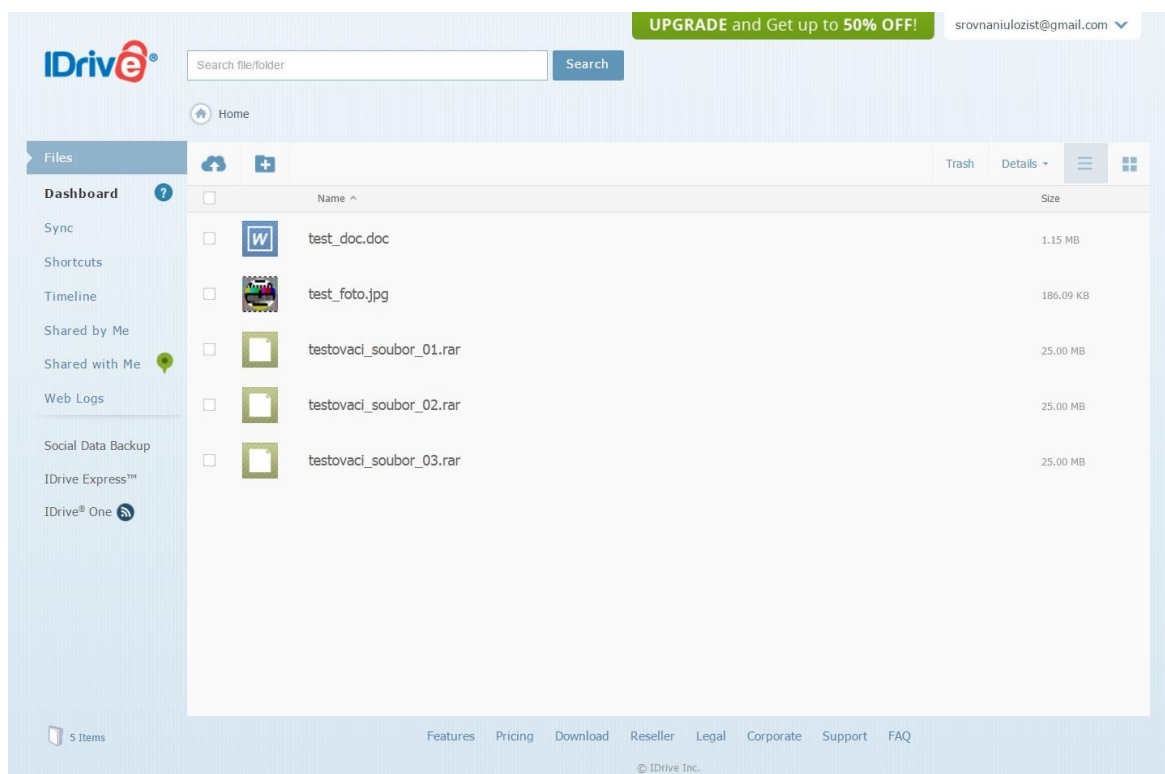 UPGRADE and Get up to 50% OFF!
srovnaniulozist@gmail.com
IDrive®
Search file/folder
Search
Home
Files
Trash
Details
Dashboard
?
Name
Size
Sync
W
test_doc.doc
1.15 MB
Shortcuts
Timeline
test_foto.jpg
186.09 KB
Shared by Me
testovaci_soubor_01.rar
25.00 MB
Shared with Me
Web Logs
testovaci_soubor_02.rar
25.00 MB
Social Data Backup
testovaci_soubor_03.rar
25.00 MB
IDrive Express™
IDrive® One
5 Items
Features Pricing Download Reseller Legal Corporate Support FAQ
© IDrive Inc.